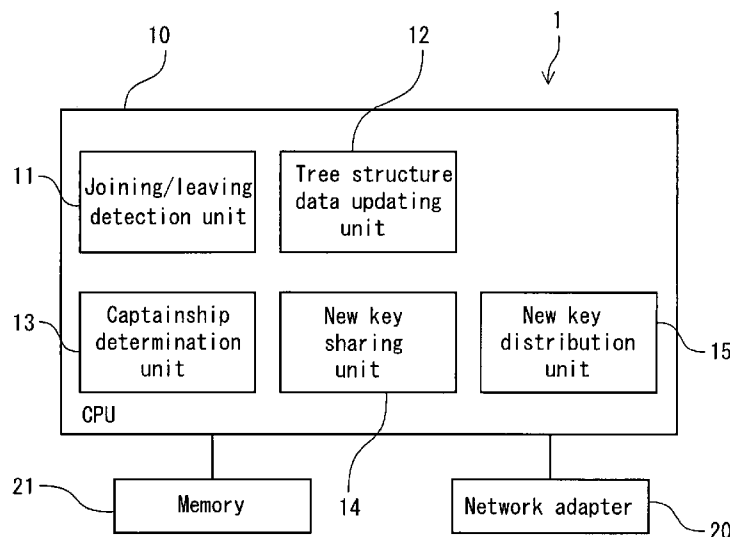 1
10
12
11
Joining/leaving
detection unit
Tree structure
data updating
unit
13
Captainship
determination
unit
New key
sharing
unit
New key
distribution
unit
15
CPU
21
Memory
14
Network adapter
20